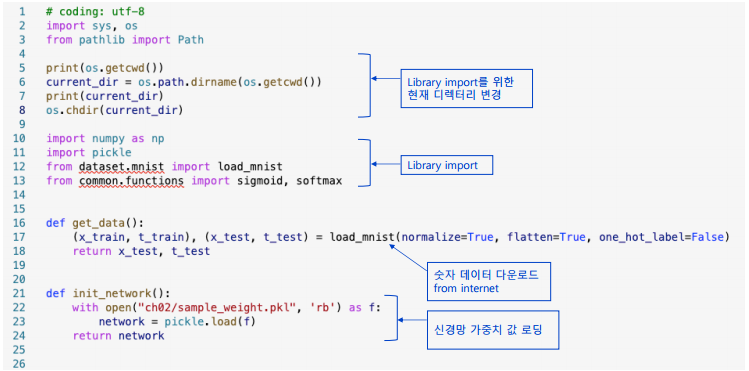 1 # coding: utf-8
2 import sys, os
3 from pathlib import Path
4
5 print(os.getcwd())
6 current_dir = os.path.dirname(os.getcwd())
7 print(current_dir)
8 os.chdir(current_dir)
Library import를 위한
현재 디렉터리 변경
9
10 import numpy as np
11 import pickle
12 from dataset.mnist import load_mnist
13 from common.functions import sigmoid, softmax
Library import
14
15
16 def get_data():
17     (x_train, t_train), (x_test, t_test) = load_mnist(normalize=True, flatten=True, one_hot_label=False)
18     return x_test, t_test
숫자 데이터 다운로드
from internet
19
20
21 def init_network():
22     with open("ch02/sample_weight.pkl", 'rb') as f:
23         network = pickle.load(f)
24     return network
신경망 가중치 값 로딩
25
26